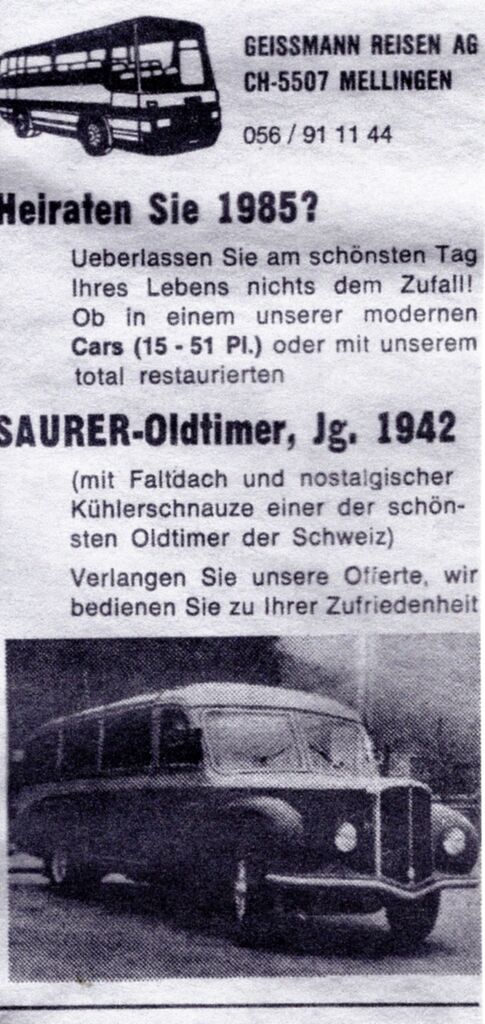 GEISSMANN REISEN AG
CH-5507 MELLINGEN
056 / 91 11 44
Heiraten Sie 1985?
Ueberlassen Sie am schönsten Tag
Ihres Lebens nichts dem Zufall!
Ob in einem unserer modernen
Cars (15 - 51 Pl.) oder mit unserem
total restaurierten
SAURER-Oldtimer, Jg. 1942
(mit Faltdach und nostalgischer
Kühlerschnauze einer der schön-
sten Oldtimer der Schweiz)
Verlangen Sie unsere Offerte, wir
bedienen Sie zu Ihrer Zufriedenheit